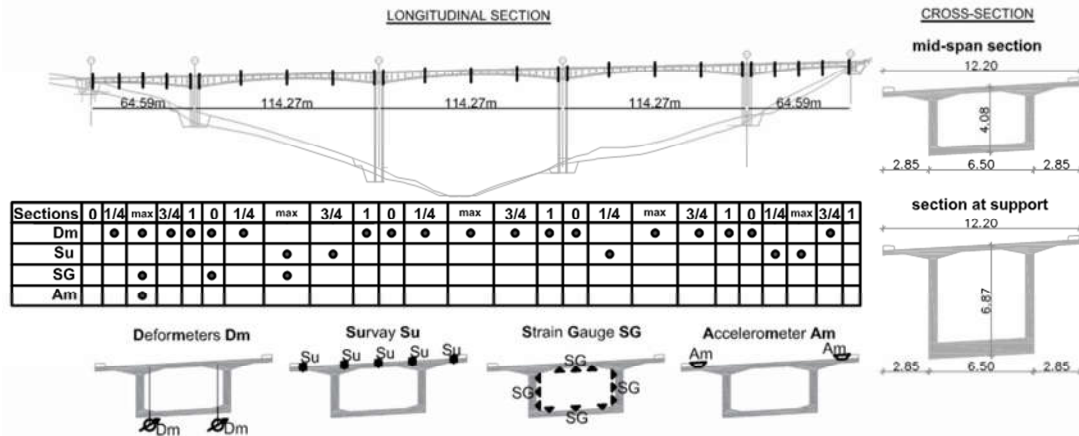 LONGITUDINAL SECTION
64.59m 114.27m 114.27m 114.27m 64.59m
Sections 0 1/4 max 3/4 1 0 1/4 max 3/4 1 0 1/4 max 3/4 1 0 1/4 max 3/4 1 0 1/4 max 3/4 1
Dm
Su
SG
Am
Deformeters Dm
Dm Dm
Survay Su
Su Su Su Su Su
Strain Gauge SG
SG
SG SG
SG
Accelerometer Am
Am Am
CROSS-SECTION
mid-span section
12.20
4.08
2.85 6.50 2.85
section at support
12.20
6.87
2.85 6.50 2.85